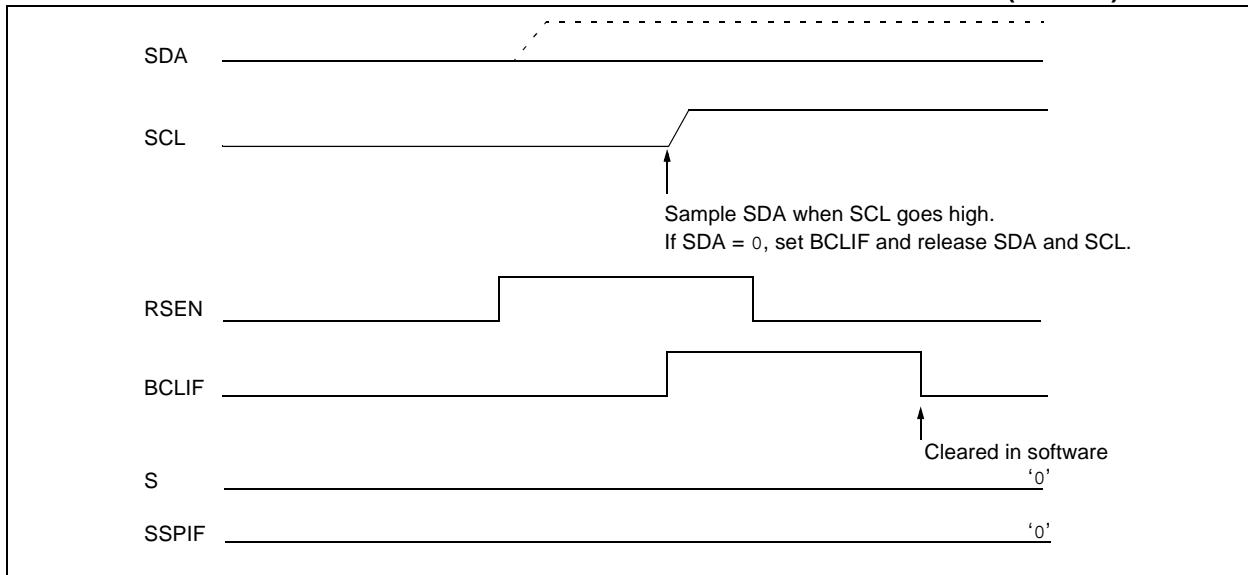 SDA
SCL
Sample SDA when SCL goes high.
If SDA = 0, set BCLIF and release SDA and SCL.
RSEN
BCLIF
Cleared in software
S
‘0’
SSPIF
‘0’